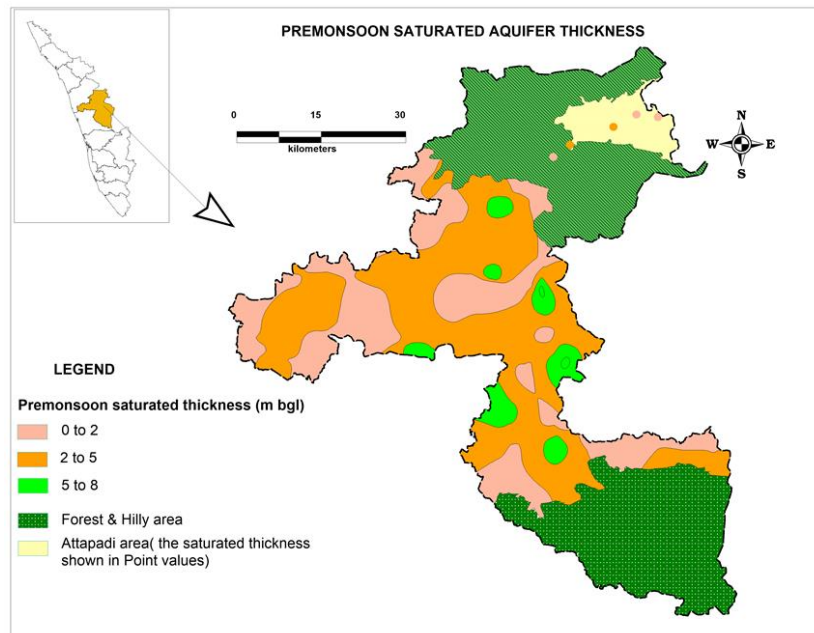 PREMONSOON SATURATED AQUIFER THICKNESS
0 15 30
kilometers
N
W E
S
LEGEND
Premonsoon saturated thickness (m bgl)
0 to 2
2 to 5
5 to 8
Forest & Hilly area
Attapadi area( the saturated thickness
shown in Point values)